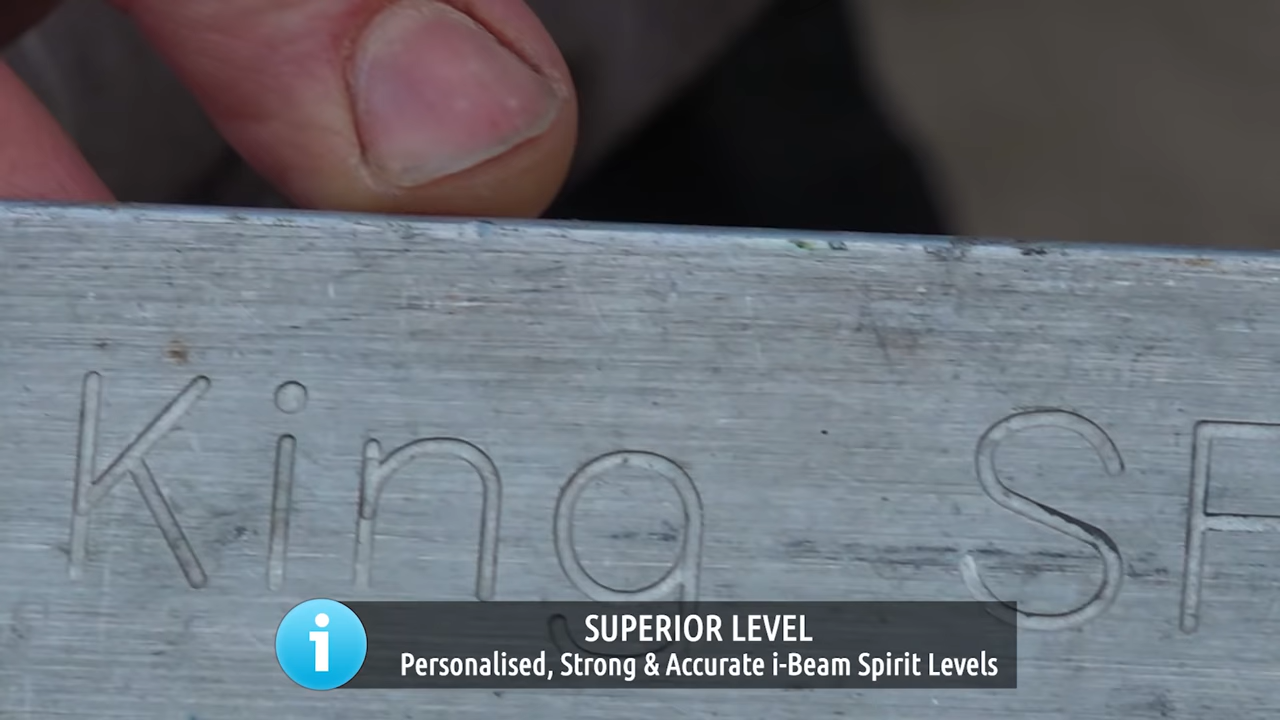 King
SUPERIOR LEVEL
Personalised, Strong & Accurate i-Beam Spirit Levels